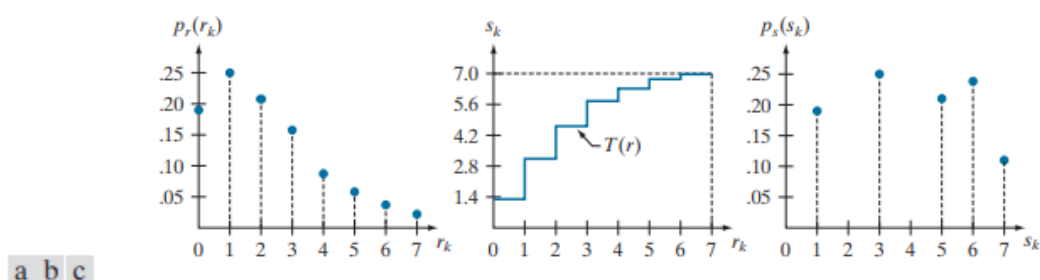 p_r(r_k)
.25
.20
.15
.10
.05
0 1 2 3 4 5 6 7 r_k
s_k
7.0
5.6
4.2
2.8
1.4
T(r)
0 1 2 3 4 5 6 7 r_k
p_s(s_k)
.25
.20
.15
.10
.05
0 1 2 3 4 5 6 7 s_k
a b c